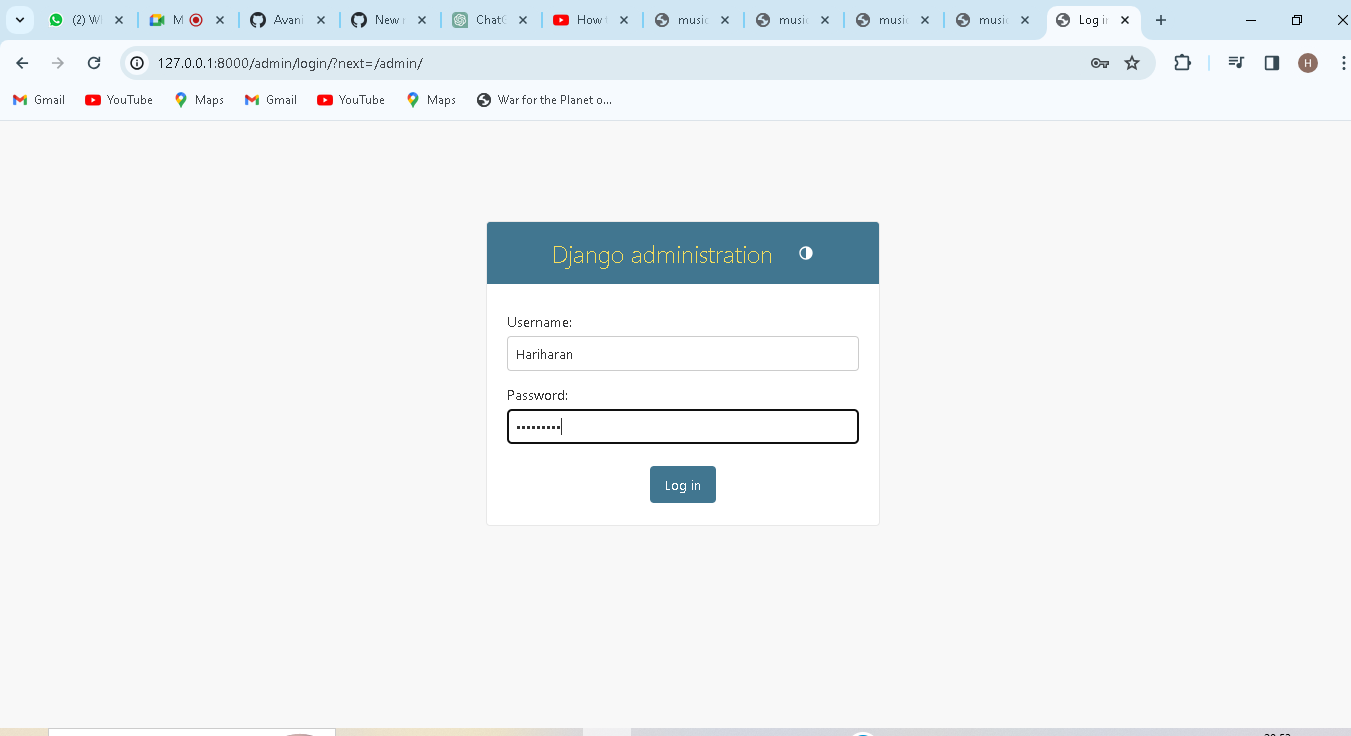 (2) W
M
Avani
New r
ChatG
How t
music
music
music
music
Log in
127.0.0.1:8000/admin/login/?next=/admin/
H
Gmail
YouTube
Maps
Gmail
YouTube
Maps
War for the Planet o...
Django administration
Username:
Hariharan
Password:
•••••••••
Log in